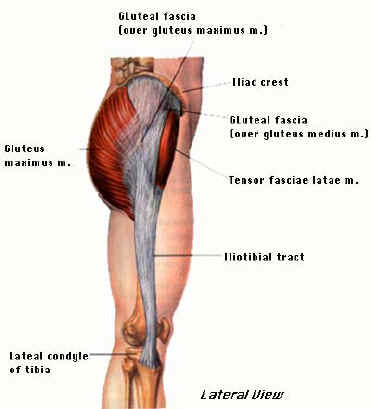 Gluteal fascia
(over gluteus maximus m.)
Iliac crest
Gluteal fascia
(over gluteus medius m.)
Gluteus
maximus m.
Tensor fasciae latae m.
Iliotibial tract
Lateal condyle
of tibia
Lateral View